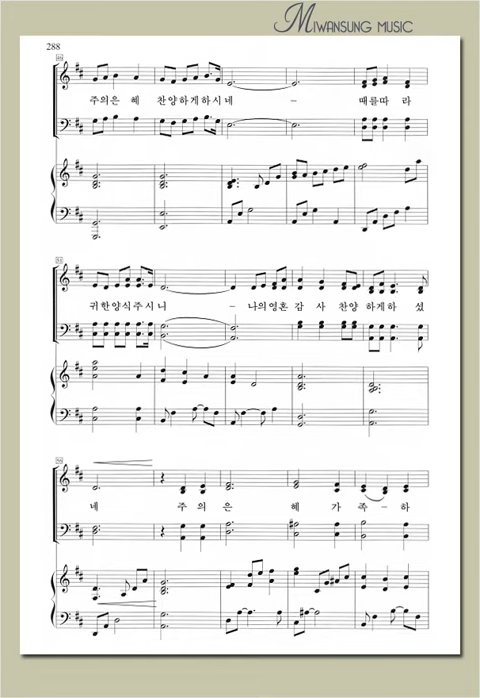 MIWANSUNG MUSIC
288
주의은 혜 찬양하게하시네 - 때를따 라
귀한양식주시니 - 나의영혼 감 사 찬양 하게하 셨
네 주 의 은 혜 가 족 - 하